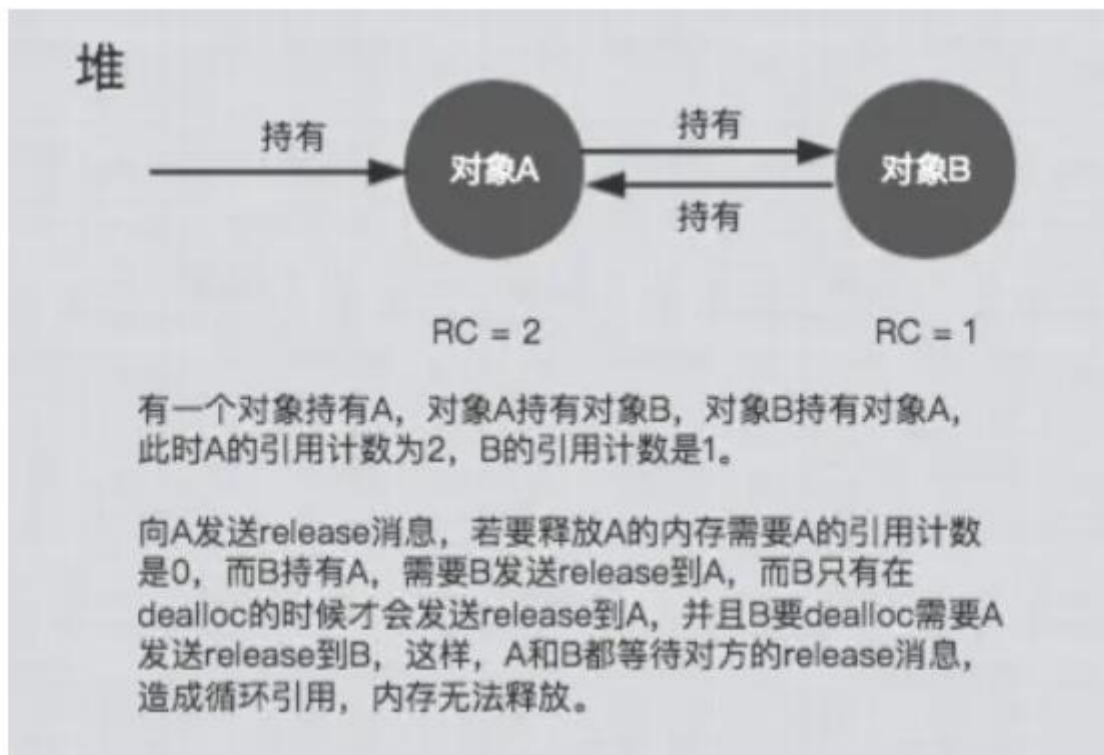 堆
持有
持有
对象A
对象B
持有
RC = 2
RC = 1
有一个对象持有A，对象A持有对象B，对象B持有对象A，
此时A的引用计数为2，B的引用计数是1。
向A发送release消息，若要释放A的内存需要A的引用计数
是0，而B持有A，需要B发送release到A，而B只有在
dealloc的时候才会发送release到A，并且B要dealloc需要A
发送release到B，这样，A和B都等待对方的release消息，
造成循环引用，内存无法释放。